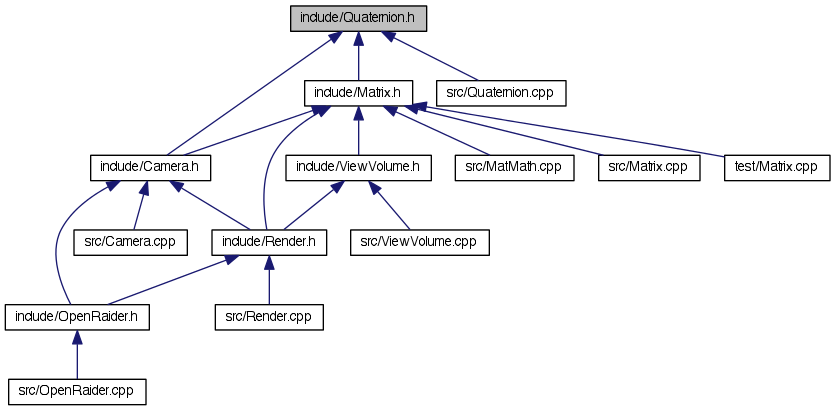 include/Quaternion.h
include/Matrix.h
src/Quaternion.cpp
include/Camera.h
include/ViewVolume.h
src/MatMath.cpp
src/Matrix.cpp
test/Matrix.cpp
src/Camera.cpp
include/Render.h
src/ViewVolume.cpp
include/OpenRaider.h
src/Render.cpp
src/OpenRaider.cpp